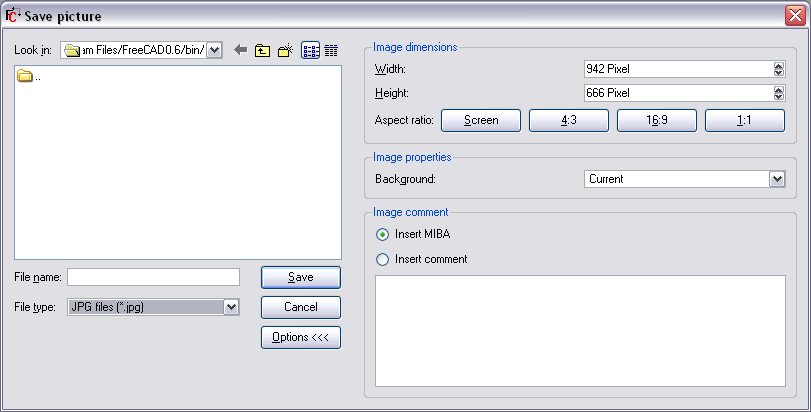 Save picture
Look in: am Files/FreeCAD0.6/bin/
..
File name:
Save
File type: JPG files (*.jpg)
Cancel
Options <<<
Image dimensions
Width: 942 Pixel
Height: 666 Pixel
Aspect ratio: Screen 4:3 16:9 1:1
Image properties
Background: Current
Image comment
Insert MIBA
Insert comment